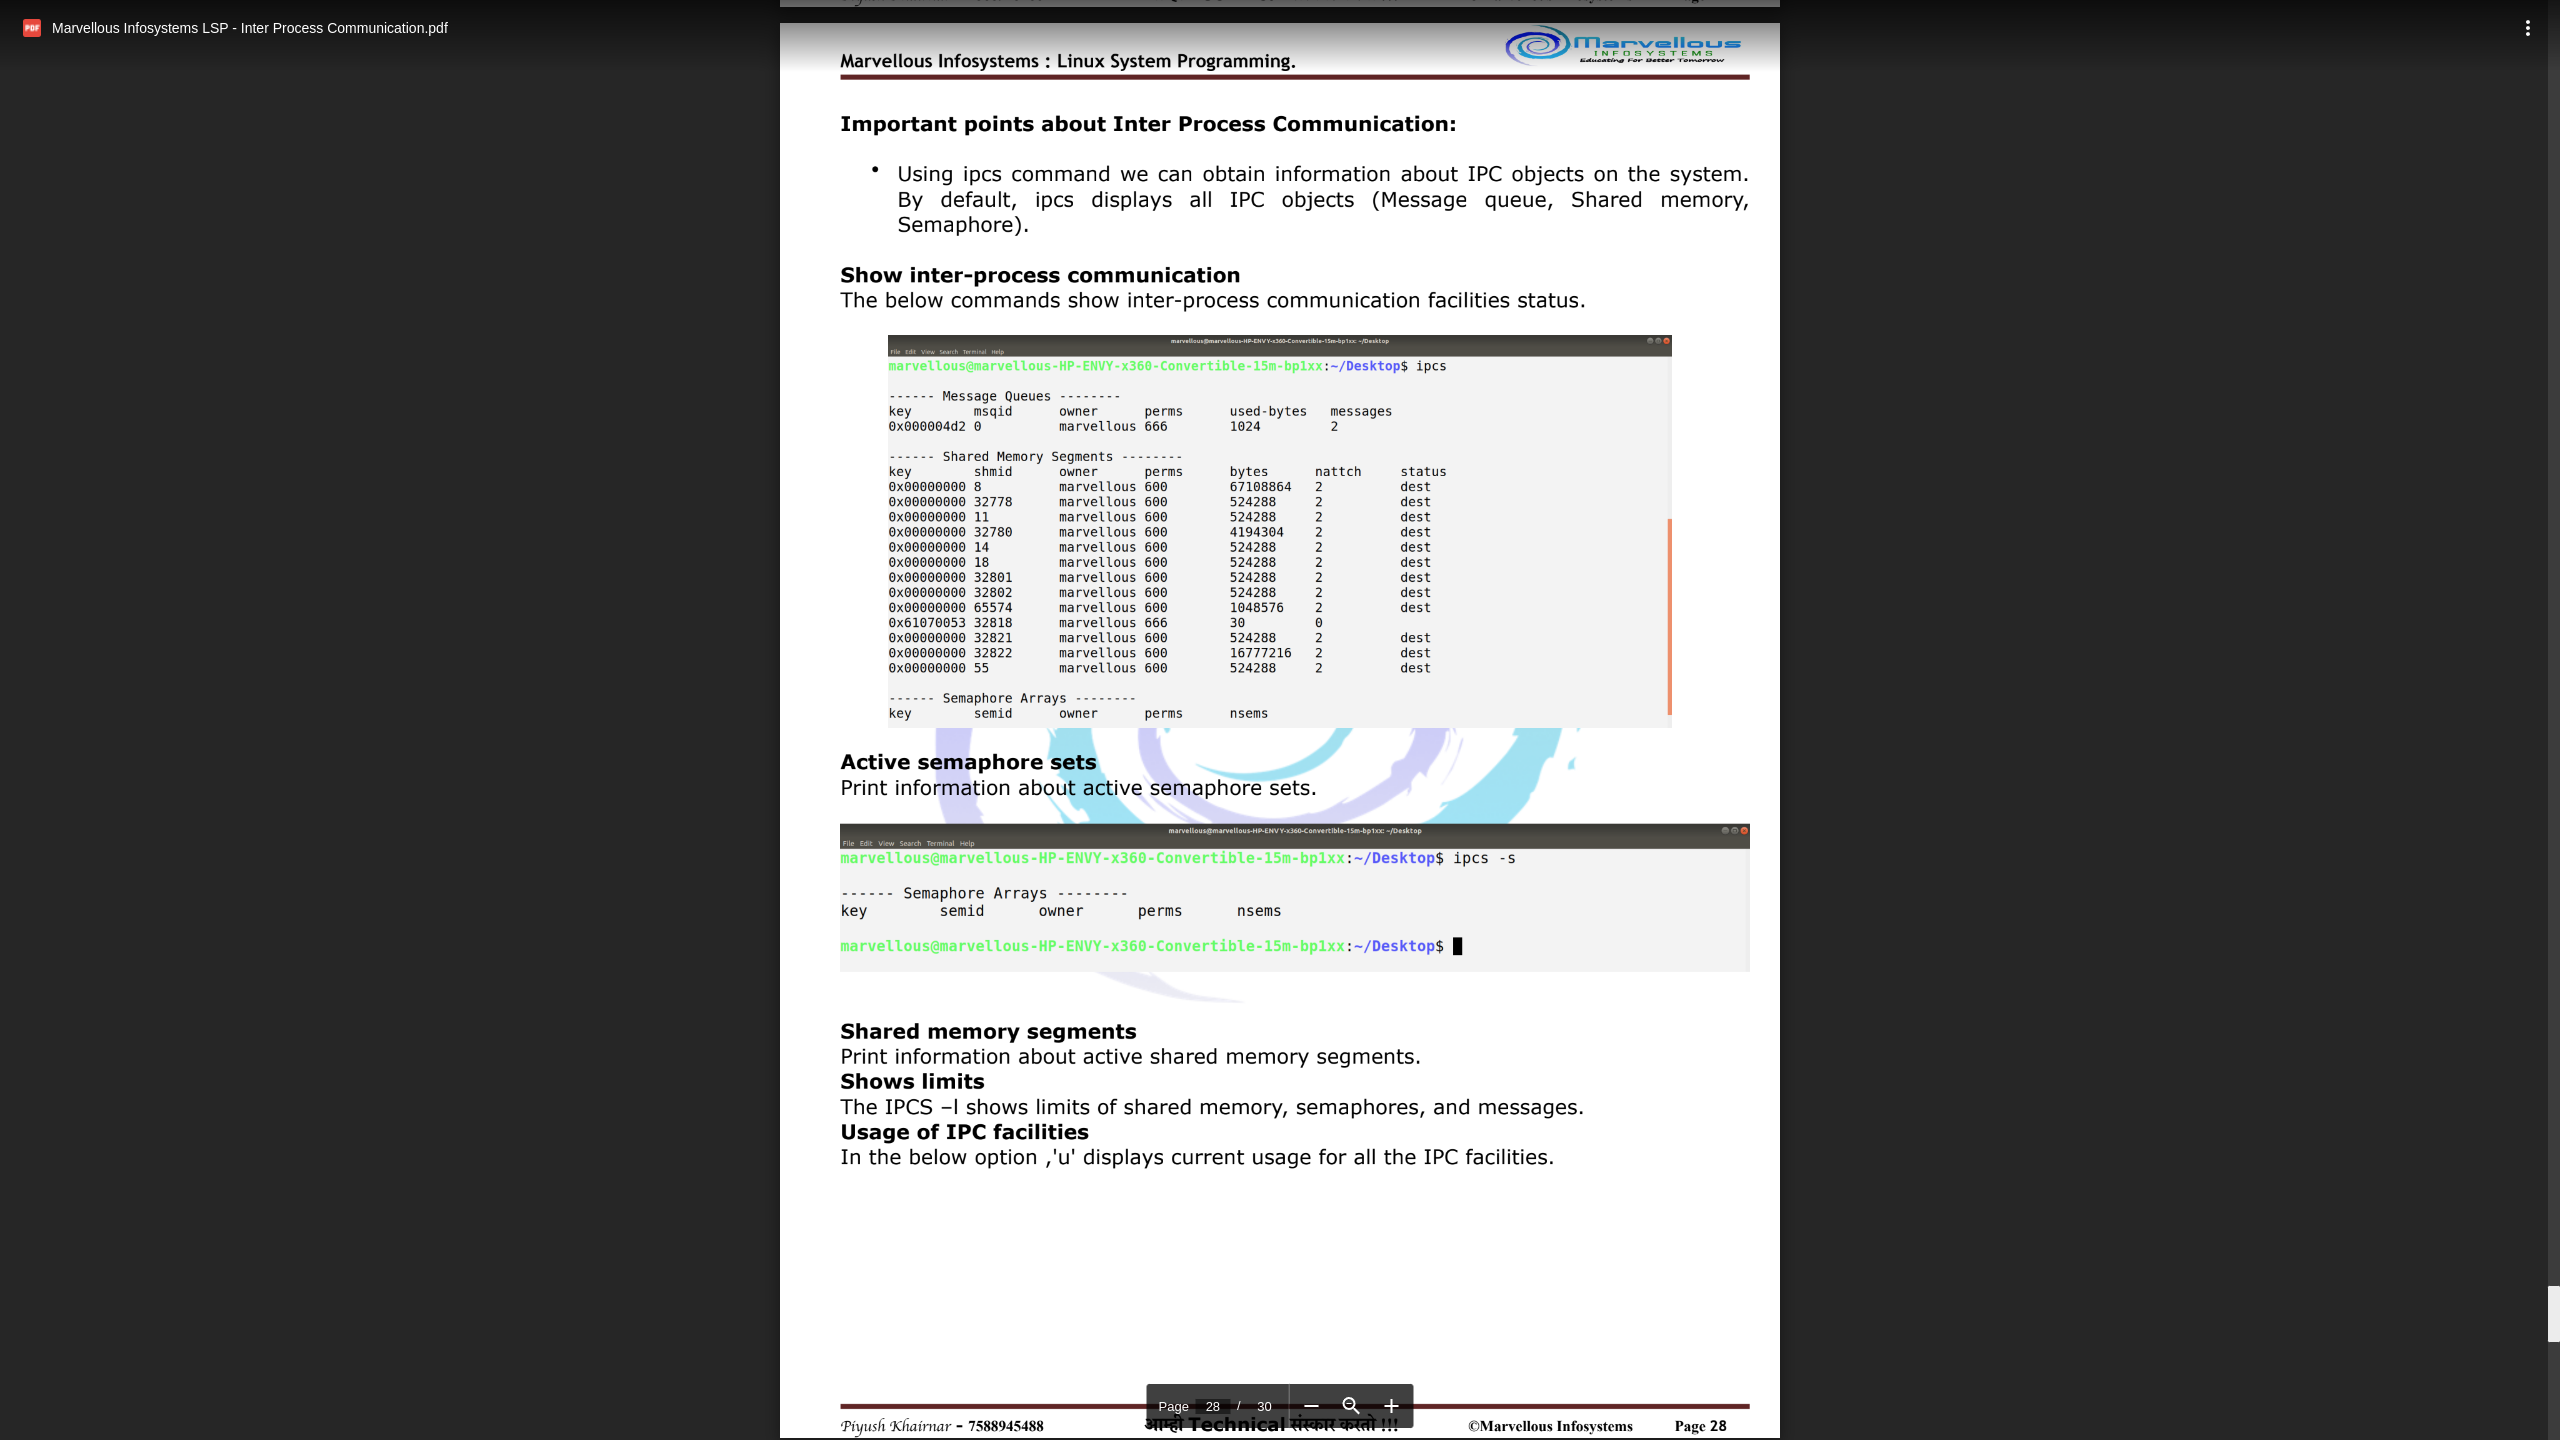 Marvellous Infosystems LSP - Inter Process Communication.pdf
Marvellous Infosystems : Linux System Programming.
Marvellous
INFOSYSTEMS
Educating For Better Tomorrow
Important points about Inter Process Communication:
• Using ipcs command we can obtain information about IPC objects on the system.
By default, ipcs displays all IPC objects (Message queue, Shared memory,
Semaphore).
Show inter-process communication
The below commands show inter-process communication facilities status.
marvellous@marvellous-HP-ENVY-x360-Convertible-15m-bp1xx: ~/Desktop
File Edit View Search Terminal Help
marvellous@marvellous-HP-ENVY-x360-Convertible-15m-bp1xx:~/Desktop$ ipcs
------ Message Queues --------
key msqid owner perms used-bytes messages
0x000004d2 0 marvellous 666 1024 2
------ Shared Memory Segments --------
key shmid owner perms bytes nattch status
0x00000000 8 marvellous 600 67108864 2 dest
0x00000000 32778 marvellous 600 524288 2 dest
0x00000000 11 marvellous 600 524288 2 dest
0x00000000 32780 marvellous 600 4194304 2 dest
0x00000000 14 marvellous 600 524288 2 dest
0x00000000 18 marvellous 600 524288 2 dest
0x00000000 32801 marvellous 600 524288 2 dest
0x00000000 32802 marvellous 600 524288 2 dest
0x00000000 65574 marvellous 600 1048576 2 dest
0x61070053 32818 marvellous 666 30 0
0x00000000 32821 marvellous 600 524288 2 dest
0x00000000 32822 marvellous 600 16777216 2 dest
0x00000000 55 marvellous 600 524288 2 dest
------ Semaphore Arrays --------
key semid owner perms nsems
Active semaphore sets
Print information about active semaphore sets.
marvellous@marvellous-HP-ENVY-x360-Convertible-15m-bp1xx: ~/Desktop
File Edit View Search Terminal Help
marvellous@marvellous-HP-ENVY-x360-Convertible-15m-bp1xx:~/Desktop$ ipcs -s
------ Semaphore Arrays --------
key semid owner perms nsems
marvellous@marvellous-HP-ENVY-x360-Convertible-15m-bp1xx:~/Desktop$
Shared memory segments
Print information about active shared memory segments.
Shows limits
The IPCS –l shows limits of shared memory, semaphores, and messages.
Usage of IPC facilities
In the below option ,'u' displays current usage for all the IPC facilities.
Page 28 / 30
Piyush Khairnar - 7588945488 आम्ही Technical संस्कार करतो !!! ©Marvellous Infosystems Page 28